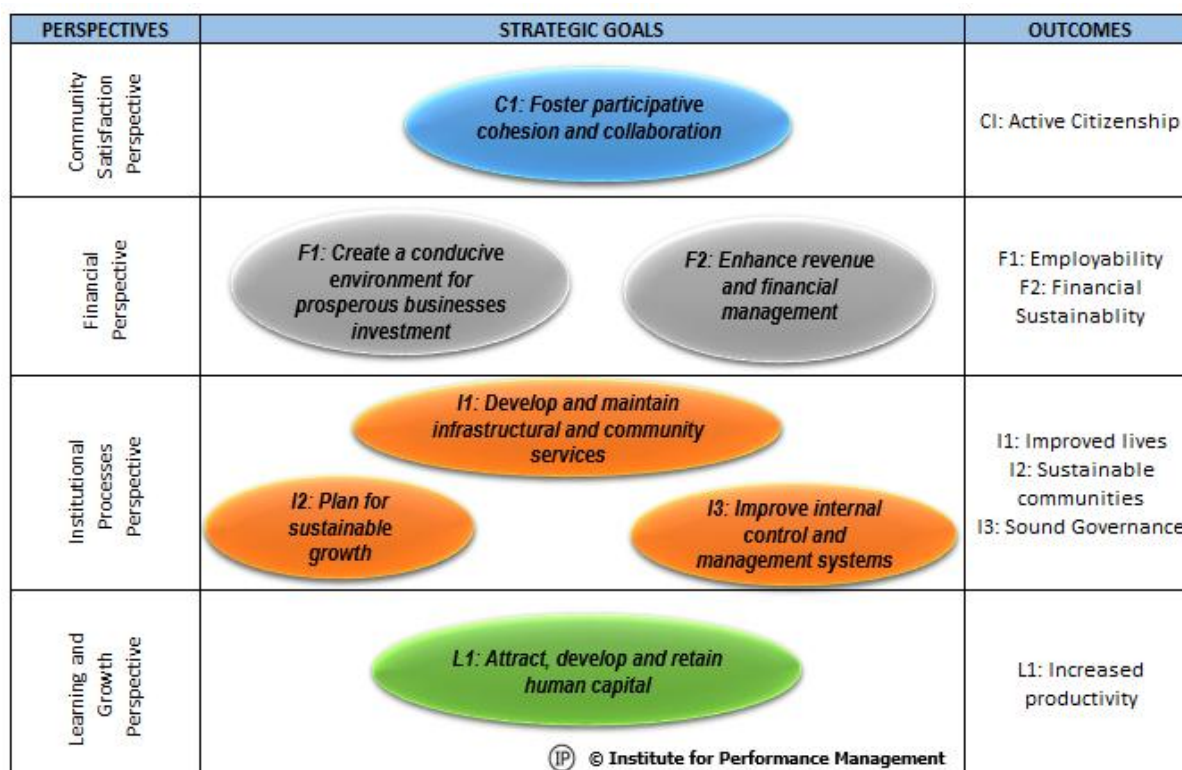 PERSPECTIVES
STRATEGIC GOALS
OUTCOMES
Community
Satisfaction
Perspective
C1: Foster participative
cohesion and collaboration
CI: Active Citizenship
Financial
Perspective
F1: Create a conducive
environment for
prosperous businesses
investment
F2: Enhance revenue
and financial
management
F1: Employability
F2: Financial
Sustainablity
Institutional
Processes
Perspective
I1: Develop and maintain
infrastructural and community
services
I2: Plan for
sustainable
growth
I3: Improve internal
control and
management systems
I1: Improved lives
I2: Sustainable
communities
I3: Sound Governance
Learning and
Growth
Perspective
L1: Attract, develop and retain
human capital
L1: Increased
productivity
IP © Institute for Performance Management